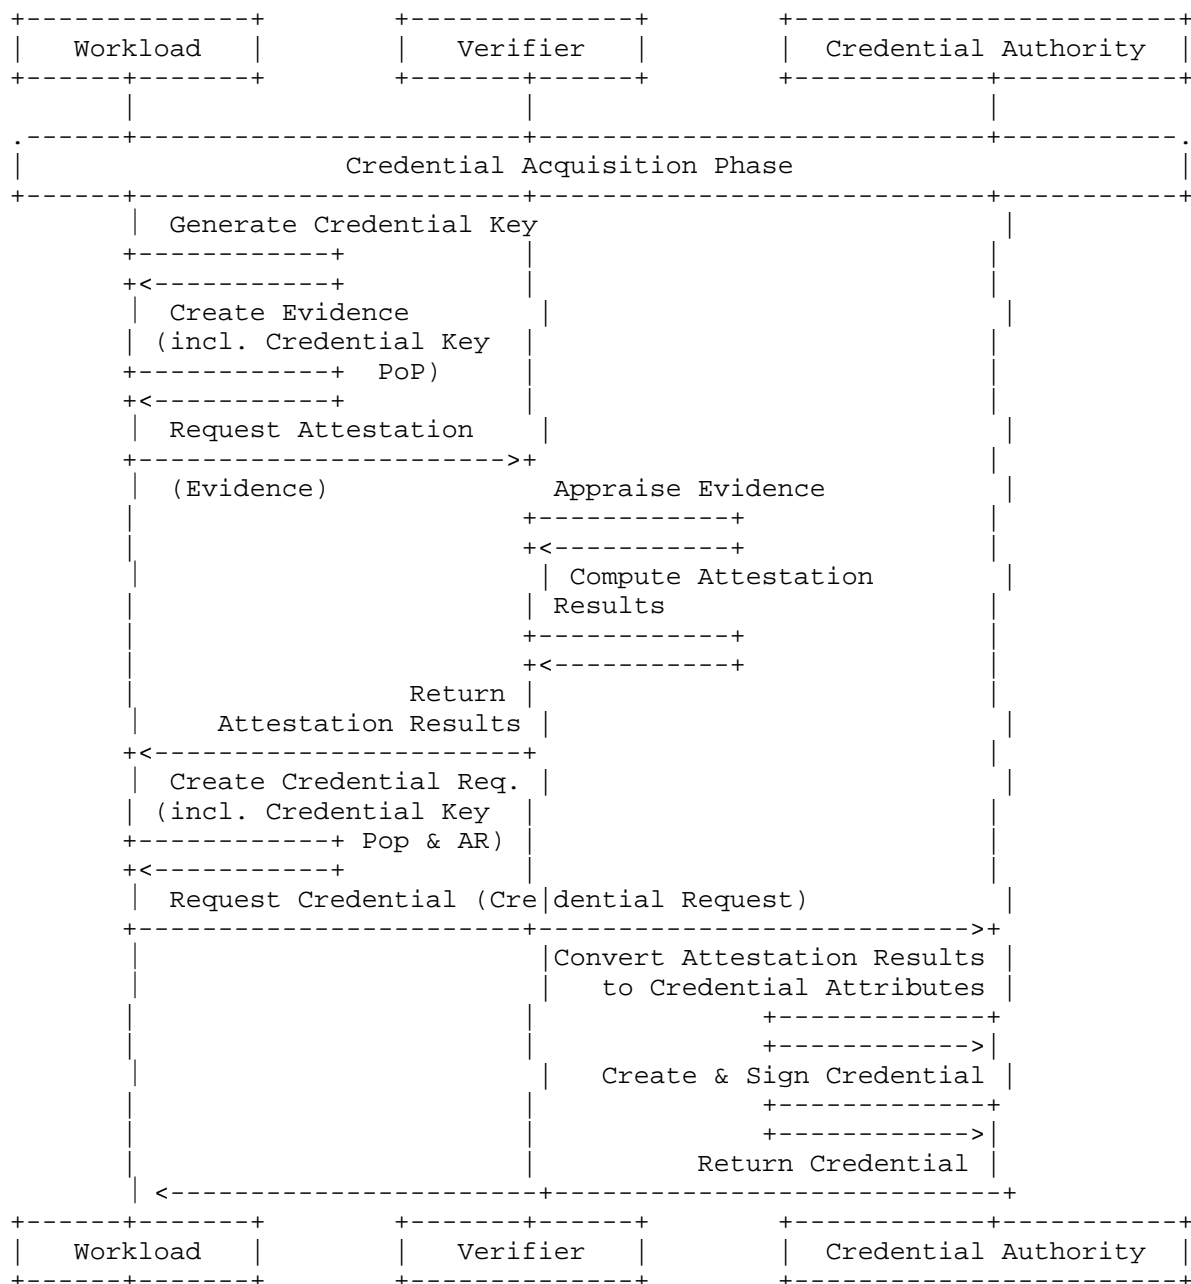 Workload Verifier Credential Authority
Credential Acquisition Phase
Generate Credential Key
Create Evidence
(incl. Credential Key
PoP)
Request Attestation
(Evidence) Appraise Evidence
Compute Attestation
Results
Return
Attestation Results
Create Credential Req.
(incl. Credential Key
Pop & AR)
Request Credential (Cre|dential Request)
Convert Attestation Results
to Credential Attributes
Create & Sign Credential
Return Credential
Workload Verifier Credential Authority